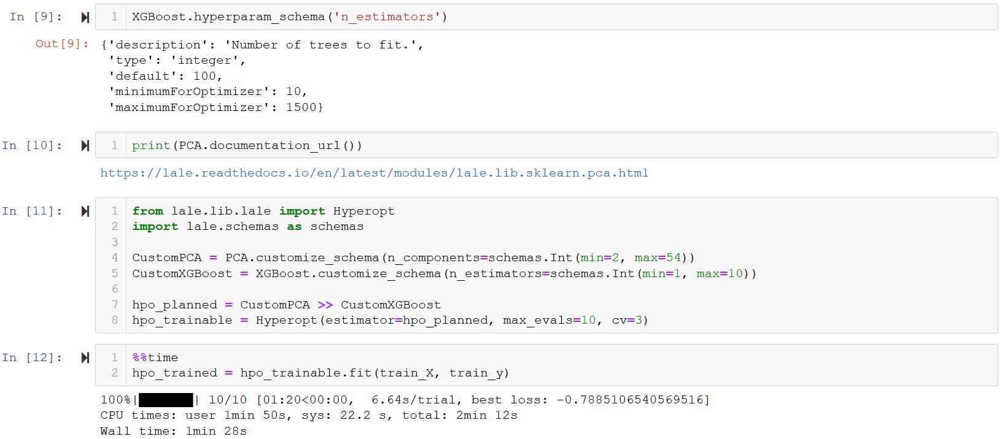 In [9]: 1 XGBoost.hyperparam_schema('n_estimators')
Out[9]: {'description': 'Number of trees to fit.',
'type': 'integer',
'default': 100,
'minimumForOptimizer': 10,
'maximumForOptimizer': 1500}
In [10]: 1 print(PCA.documentation_url())
https://lale.readthedocs.io/en/latest/modules/lale.lib.sklearn.pca.html
In [11]: 1 from lale.lib.lale import Hyperopt
2 import lale.schemas as schemas
3
4 CustomPCA = PCA.customize_schema(n_components=schemas.Int(min=2, max=54))
5 CustomXGBoost = XGBoost.customize_schema(n_estimators=schemas.Int(min=1, max=10))
6
7 hpo_planned = CustomPCA >> CustomXGBoost
8 hpo_trainable = Hyperopt(estimator=hpo_planned, max_evals=10, cv=3)
In [12]: 1 %%time
2 hpo_trained = hpo_trainable.fit(train_X, train_y)
100%|███████| 10/10 [01:20<00:00, 6.64s/trial, best loss: -0.7885106540569516]
CPU times: user 1min 50s, sys: 22.2 s, total: 2min 12s
Wall time: 1min 28s